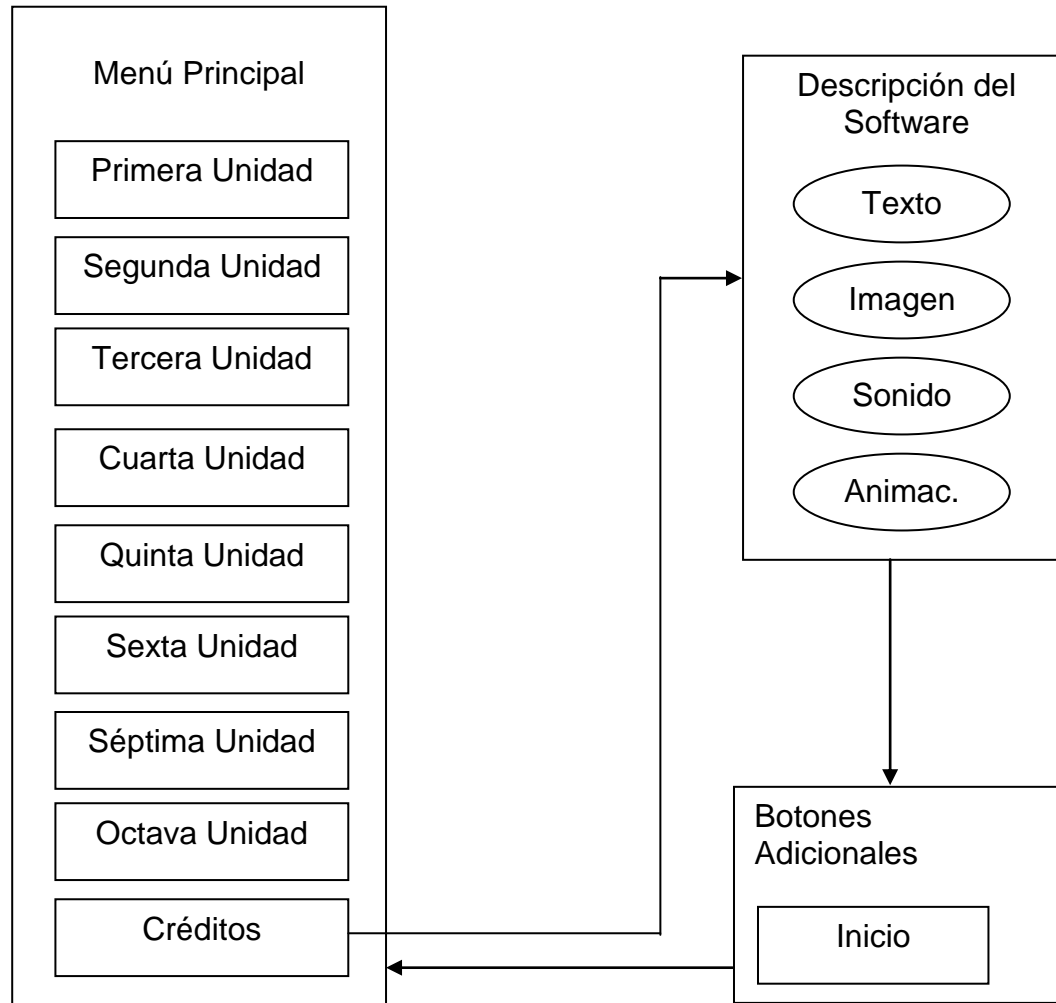 Menú Principal
Primera Unidad
Segunda Unidad
Tercera Unidad
Cuarta Unidad
Quinta Unidad
Sexta Unidad
Séptima Unidad
Octava Unidad
Créditos
Descripción del
Software
Texto
Imagen
Sonido
Animac.
Botones
Adicionales
Inicio